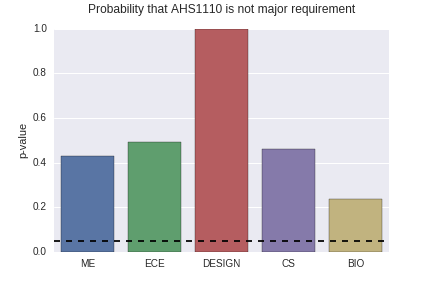 Probability that AHS1110 is not major requirement
1.0
0.8
0.6
0.4
0.2
0.0
p-value
ME ECE DESIGN CS BIO